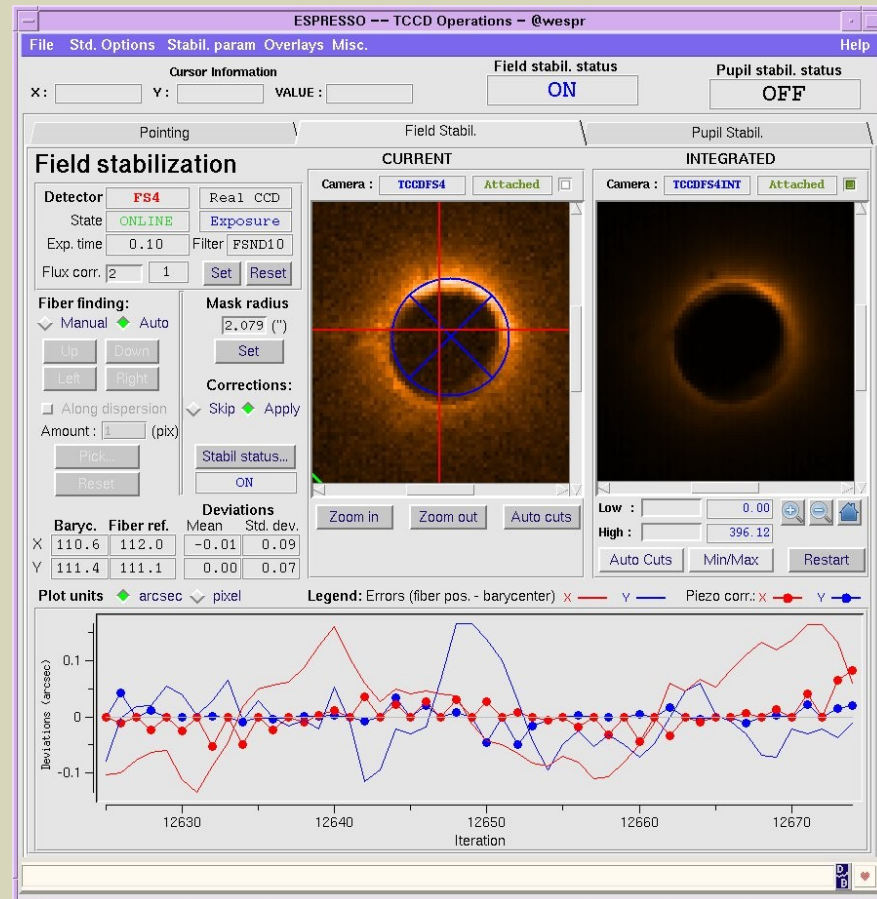 ESPRESSO -- TCCD Operations - @wespr
File Std. Options Stabil. param Overlays Misc. Help
Cursor Information
X : Y : VALUE :
Field stabil. status
ON
Pupil stabil. status
OFF
Pointing Field Stabil. Pupil Stabil.
Field stabilization
Detector FS4 Real CCD
State ONLINE Exposure
Exp. time 0.10 Filter FSND10
Flux corr. 2 1 Set Reset
Fiber finding:
Manual Auto
Up Down
Left Right
Along dispersion
Amount : 1 (pix)
Pick...
Reset
Mask radius
2.079 (")
Set
Corrections:
Skip Apply
Stabil status...
ON
Deviations
Baryc. Fiber ref. Mean Std. dev.
X 110.6 112.0 -0.01 0.09
Y 111.4 111.1 0.00 0.07
CURRENT
Camera : TCCDFS4 Attached
Zoom in Zoom out Auto cuts
INTEGRATED
Camera : TCCDFS4INT Attached
Low : 0.00
High : 396.12
Auto Cuts Min/Max Restart
Plot units arcsec pixel Legend: Errors (fiber pos. - barycenter) X Y Piezo corr.: X Y
Deviations (arcsec)
0.1
0
-0.1
12630 12640 12650 12660 12670
Iteration